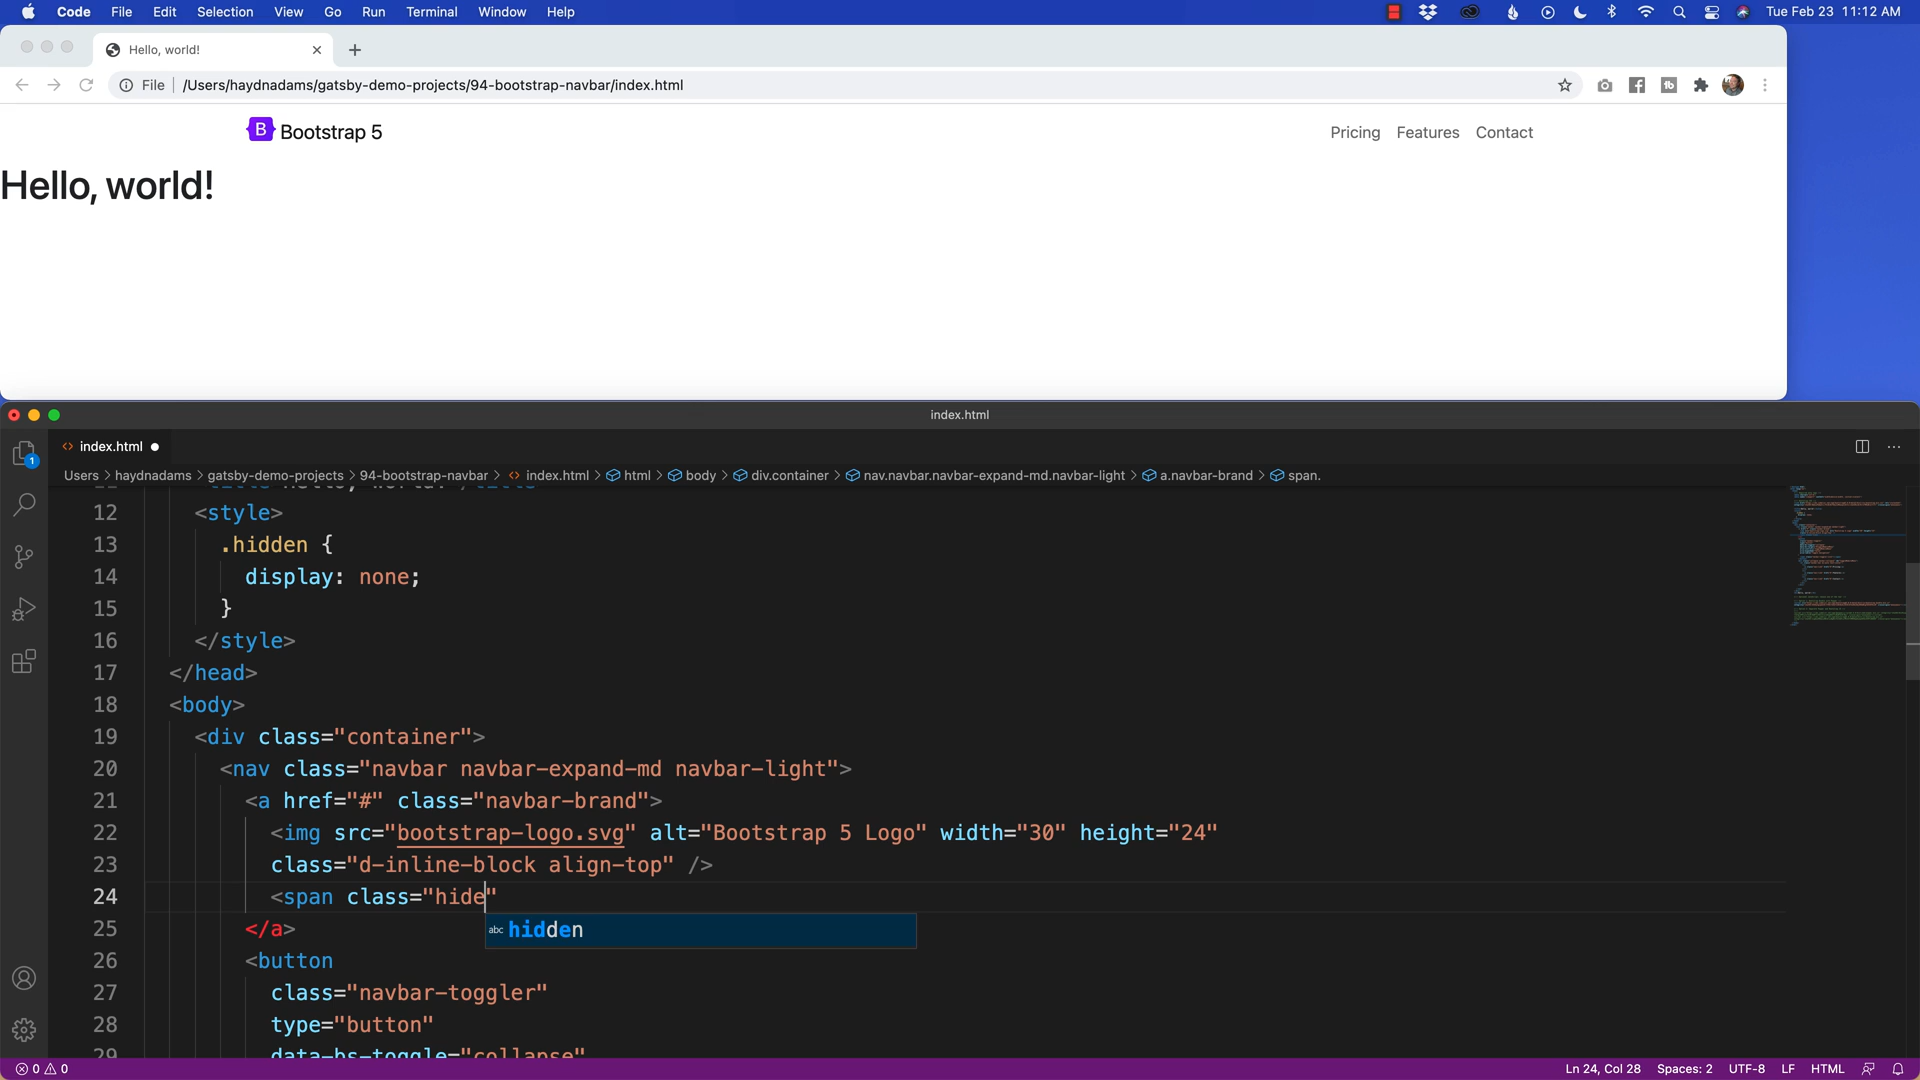 Code File Edit Selection View Go Run Terminal Window Help Tue Feb 23 11:12 AM
Hello, world!
File /Users/haydnadams/gatsby-demo-projects/94-bootstrap-navbar/index.html
B Bootstrap 5 Pricing Features Contact
Hello, world!
index.html
index.html
Users > haydnadams > gatsby-demo-projects > 94-bootstrap-navbar > index.html > html > body > div.container > nav.navbar.navbar-expand-md.navbar-light > a.navbar-brand > span.
12 <style>
13 .hidden {
14 display: none;
15 }
16 </style>
17 </head>
18 <body>
19 <div class="container">
20 <nav class="navbar navbar-expand-md navbar-light">
21 <a href="#" class="navbar-brand">
22 <img src="bootstrap-logo.svg" alt="Bootstrap 5 Logo" width="30" height="24"
23 class="d-inline-block align-top" />
24 <span class="hide"
25 </a>
abc hidden
26 <button
27 class="navbar-toggler"
28 type="button"
29 data-bs-toggle="collapse"
0 0 Ln 24, Col 28 Spaces: 2 UTF-8 LF HTML